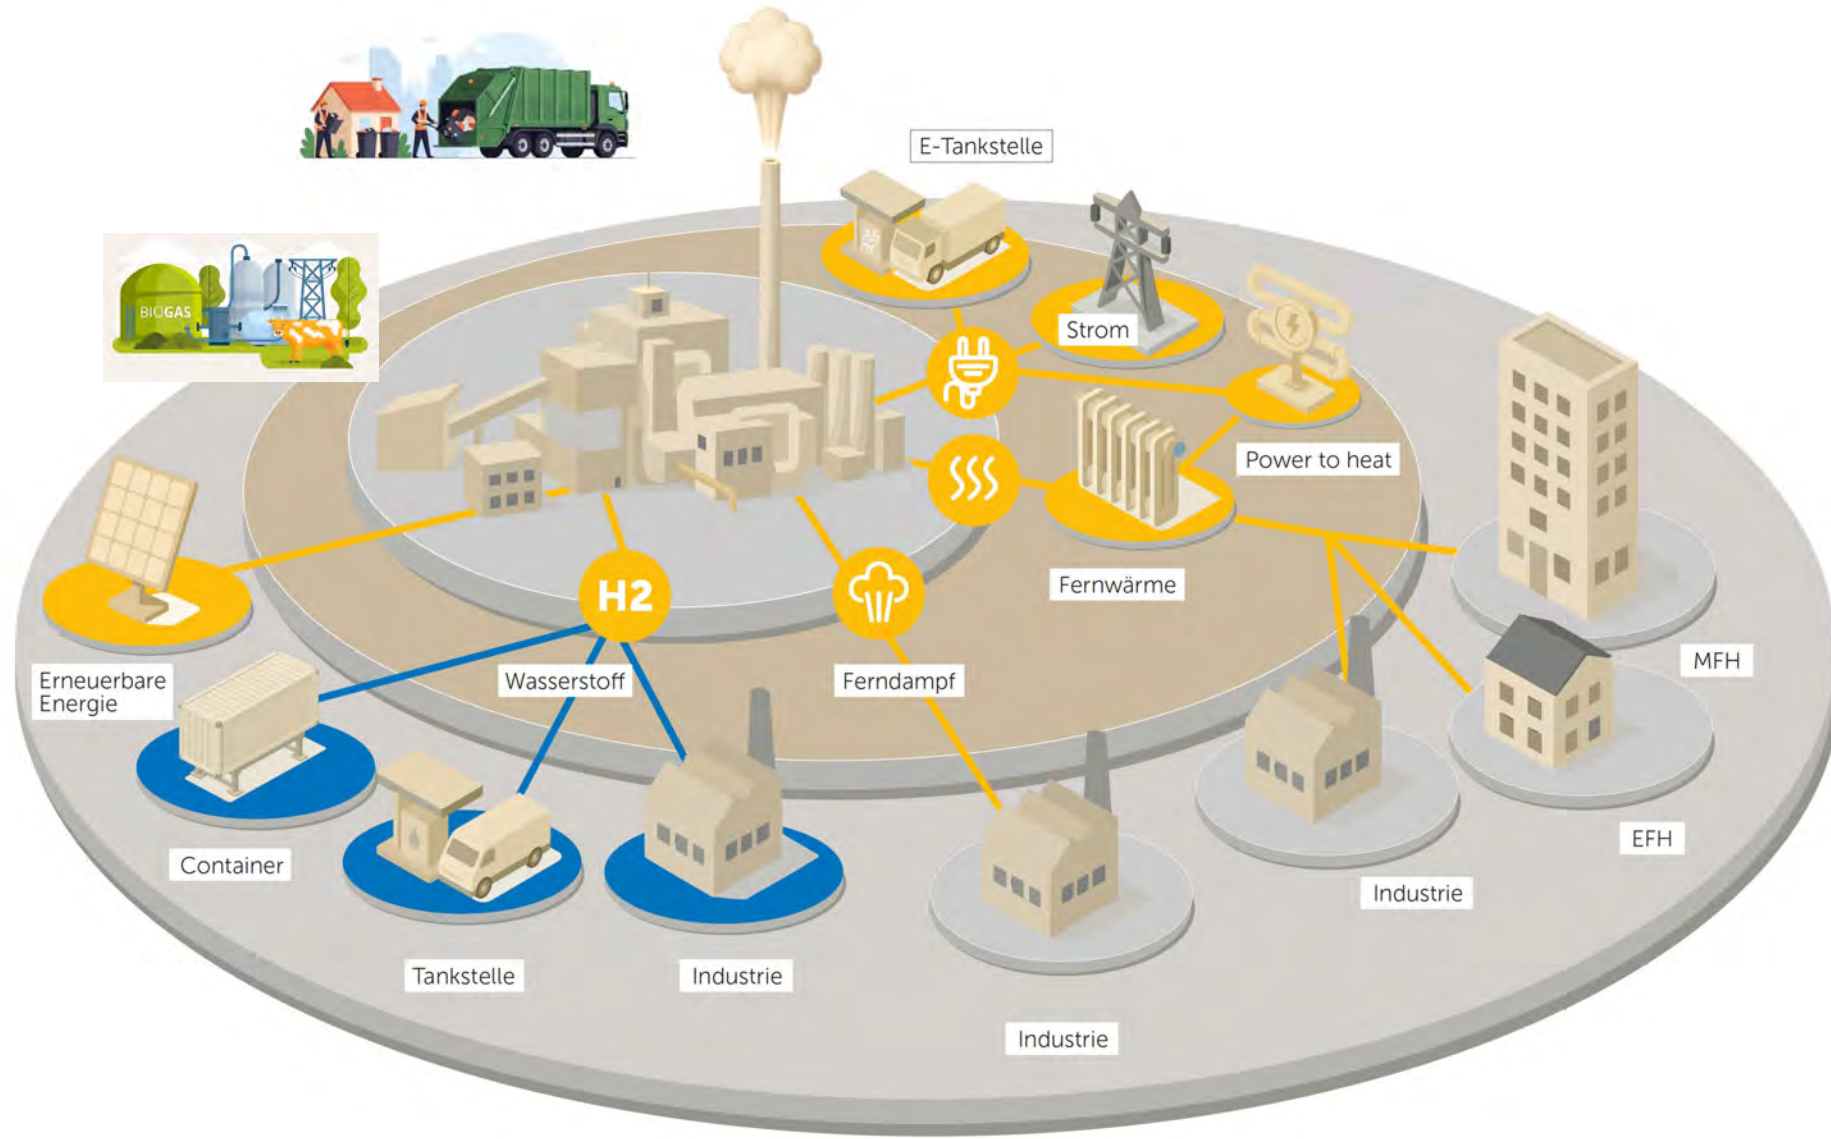 E-Tankstelle
BIOGAS
Strom
Power to heat
Fernwärme
H2
MFH
Erneuerbare
Energie
Wasserstoff
Ferndampf
EFH
Container
Industrie
Tankstelle
Industrie
Industrie